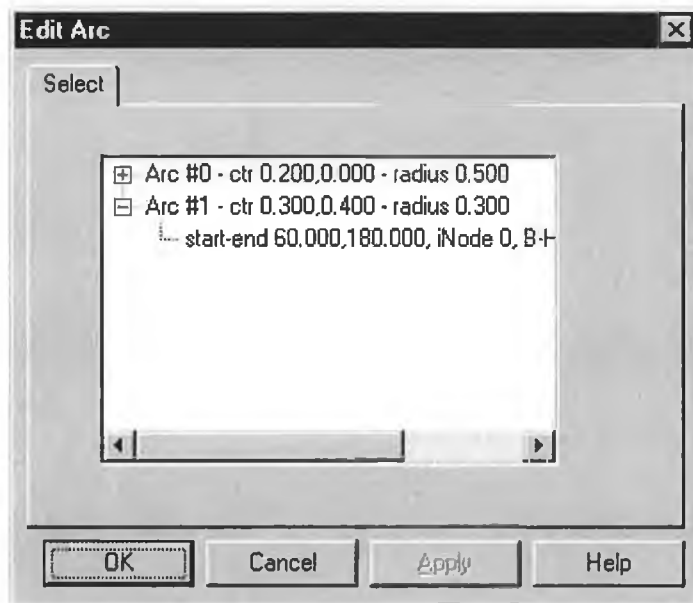 Edit Arc
Select
Arc #0 - ctr 0.200,0.000 - radius 0.500
Arc #1 - ctr 0.300,0.400 - radius 0.300
start-end 60.000,180.000, iNode 0, B-H
OK Cancel Apply Help